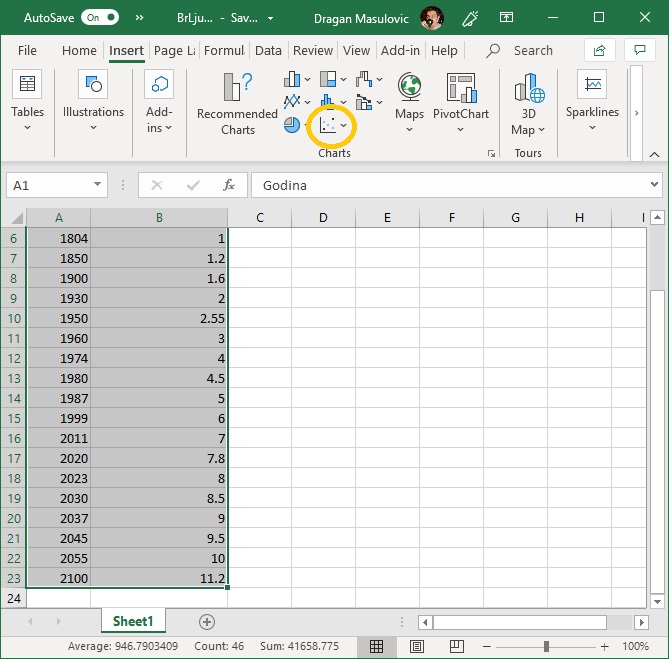 AutoSave On BrLju... - Sav... Dragan Masulovic
File Home Insert Page La Formul Data Review View Add-in Help Search
Tables Illustrations Add-ins Recommended Charts Maps PivotChart 3D Map Sparklines
Charts Tours
A1 fx Godina
A B C D E F G H I
6 1804 1
7 1850 1.2
8 1900 1.6
9 1930 2
10 1950 2.55
11 1960 3
12 1974 4
13 1980 4.5
14 1987 5
15 1999 6
16 2011 7
17 2020 7.8
18 2023 8
19 2030 8.5
20 2037 9
21 2045 9.5
22 2055 10
23 2100 11.2
24
Sheet1
Average: 946.7903409 Count: 46 Sum: 41658.775 100%